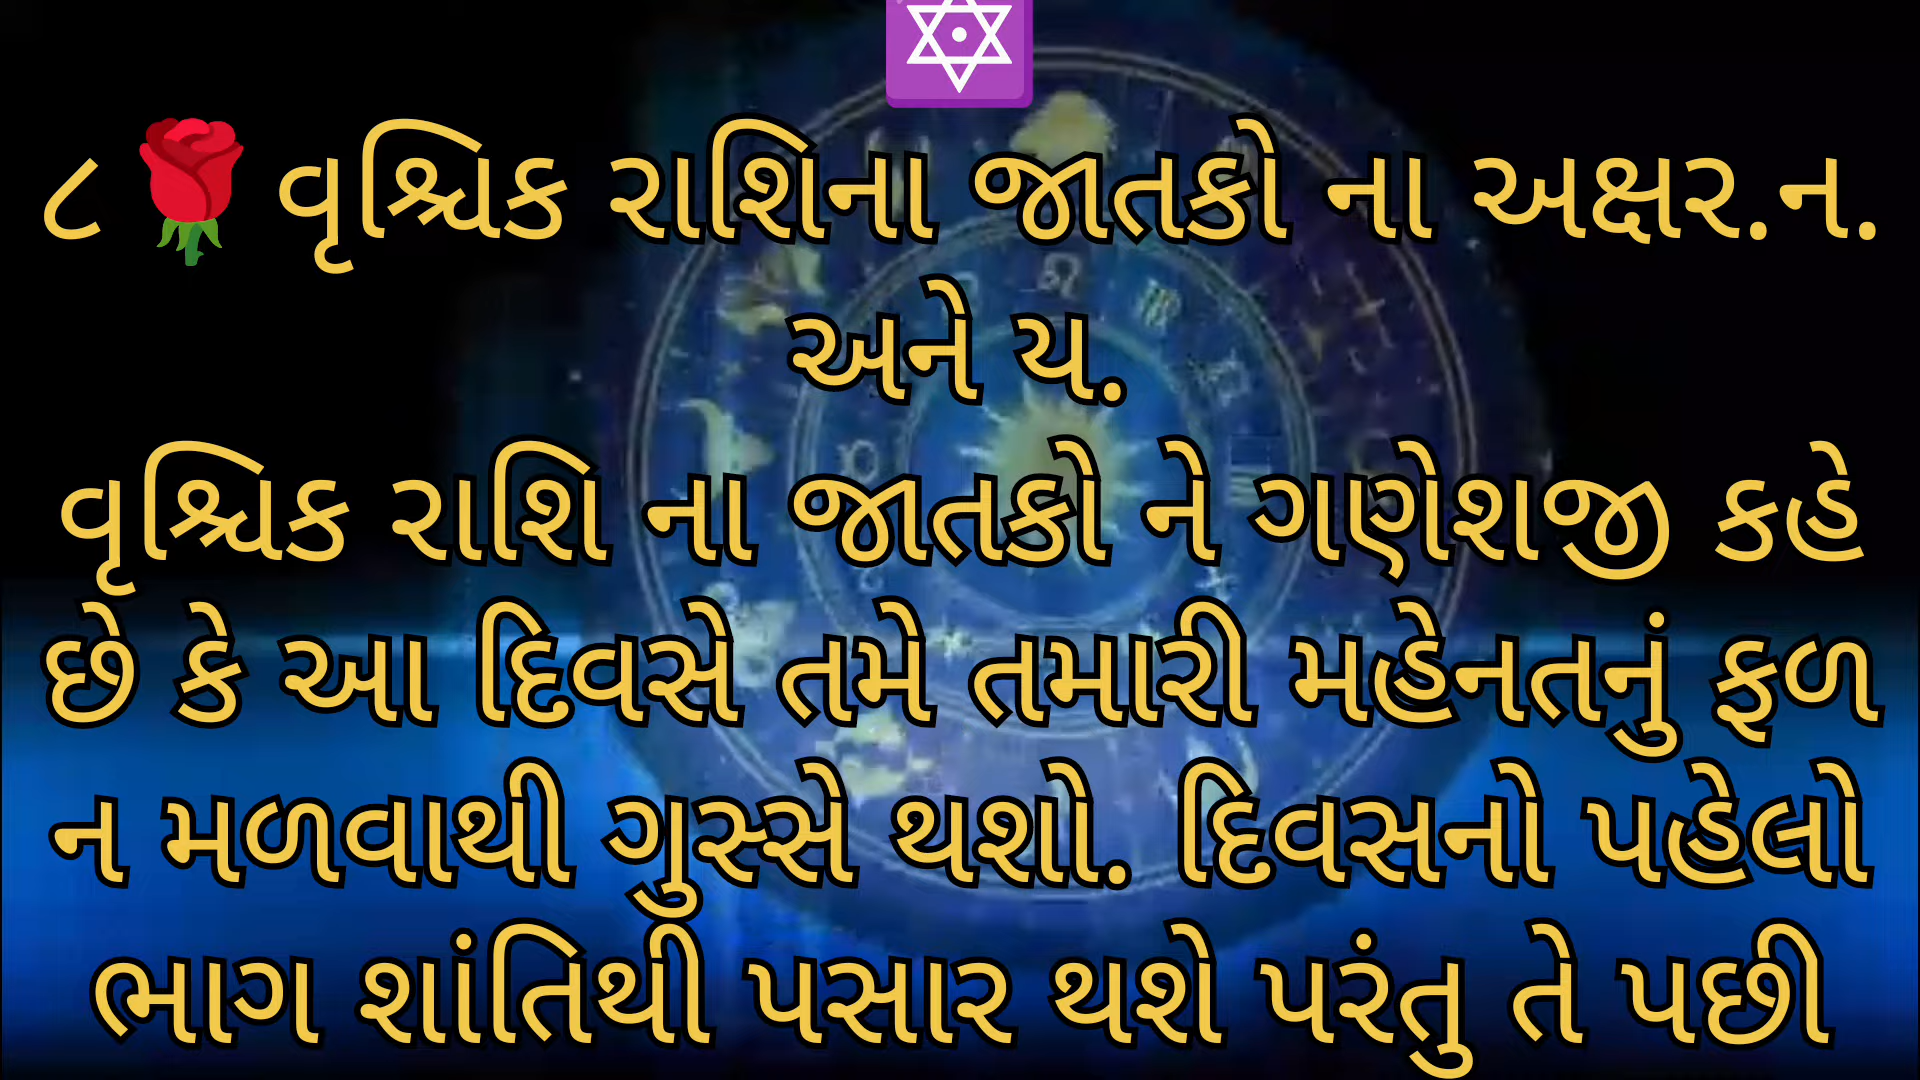 ૮🌹વૃશ્ચિક રાશિના જાતકો ના અક્ષર.ન.
અને ય.
વૃશ્ચિક રાશિ ના જાતકો ને ગણેશજી કહે
છે કે આ દિવસે તમે તમારી મહેનતનું ફળ
ન મળવાથી ગુસ્સે થશો. દિવસનો પહેલો
ભાગ શાંતિથી પસાર થશે પરંતુ તે પછી